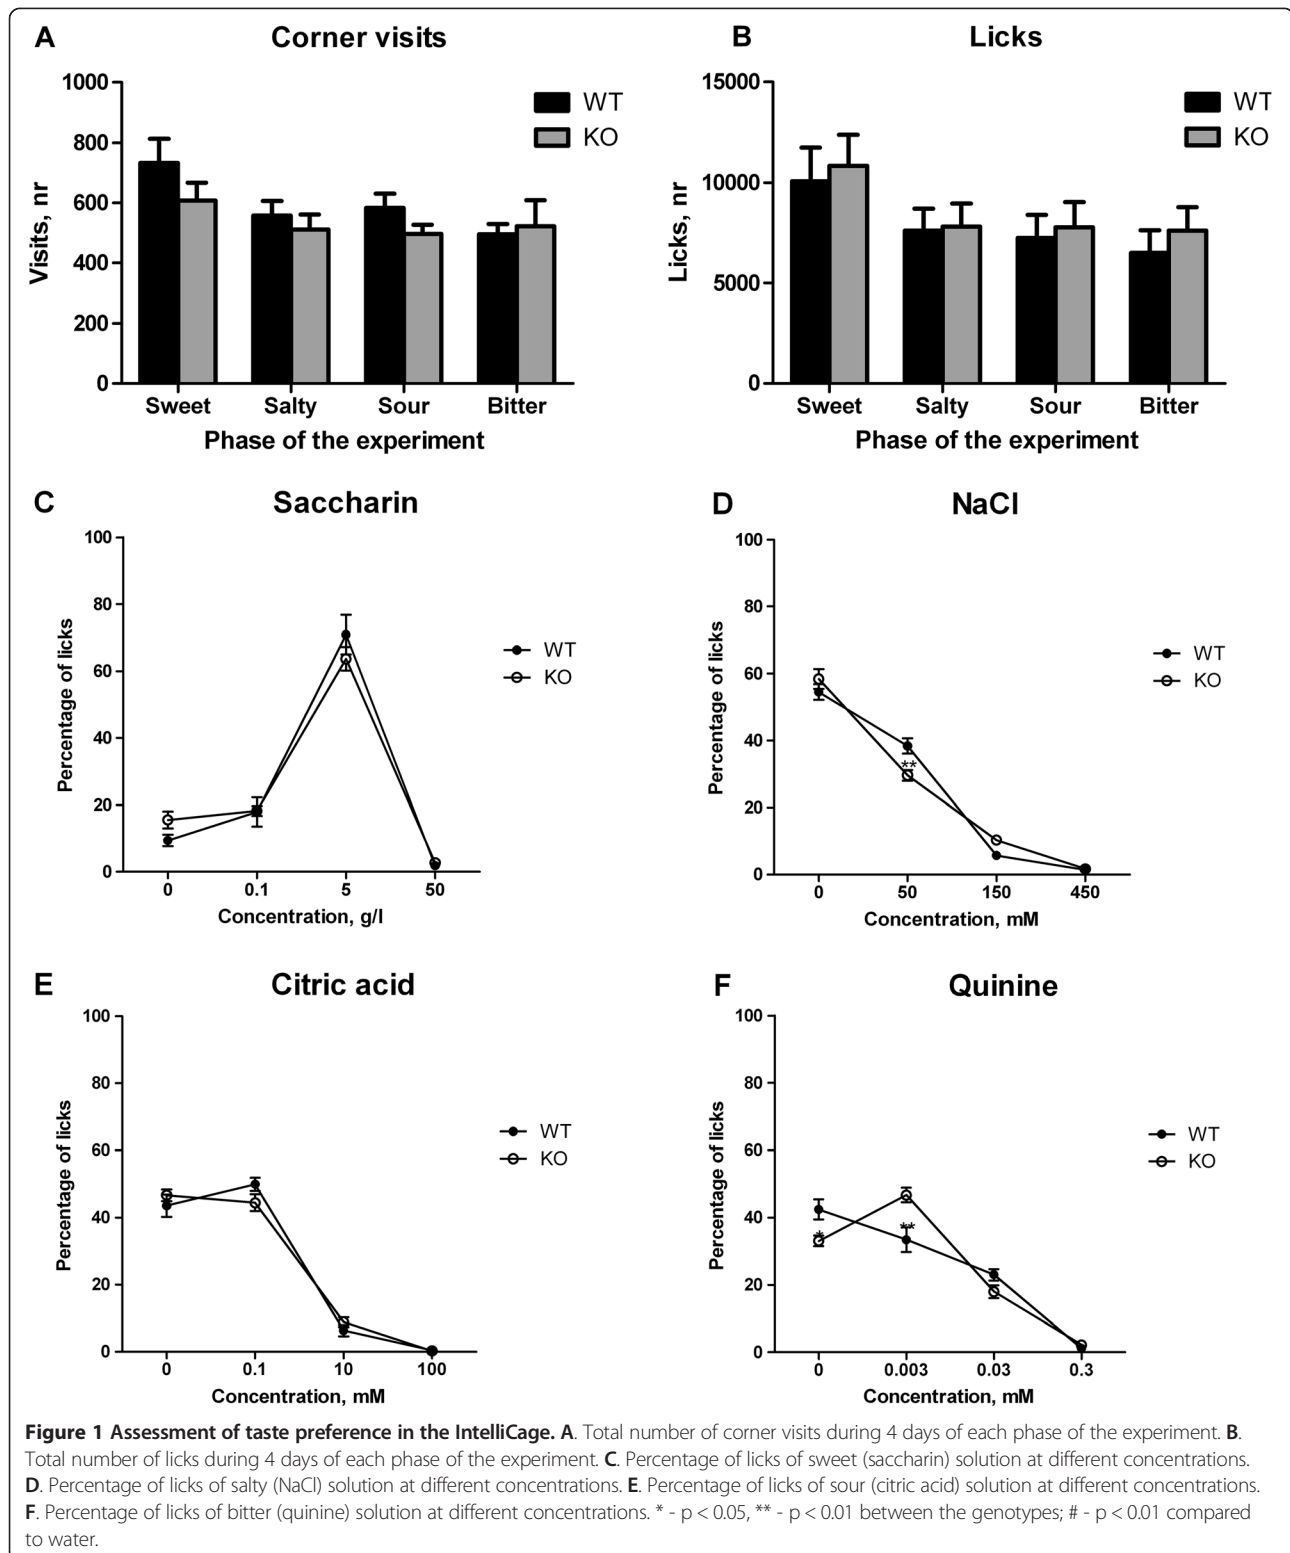 A
Corner visits
1000
800
600
400
200
0
Visits, nr
WT
KO
Sweet Salty Sour Bitter
Phase of the experiment
B
Licks
15000
10000
5000
0
Licks, nr
WT
KO
Sweet Salty Sour Bitter
Phase of the experiment
C
Saccharin
100
80
60
40
20
0
Percentage of licks
WT
KO
0 0.1 5 50
Concentration, g/l
D
NaCl
100
80
60
40
20
0
Percentage of licks
**
WT
KO
0 50 150 450
Concentration, mM
E
Citric acid
100
80
60
40
20
0
Percentage of licks
WT
KO
0 0.1 10 100
Concentration, mM
F
Quinine
100
80
60
40
20
0
Percentage of licks
*
**
WT
KO
0 0.003 0.03 0.3
Concentration, mM
Figure 1 Assessment of taste preference in the IntelliCage. A. Total number of corner visits during 4 days of each phase of the experiment. B.
Total number of licks during 4 days of each phase of the experiment. C. Percentage of licks of sweet (saccharin) solution at different concentrations.
D. Percentage of licks of salty (NaCl) solution at different concentrations. E. Percentage of licks of sour (citric acid) solution at different concentrations.
F. Percentage of licks of bitter (quinine) solution at different concentrations. * - p < 0.05, ** - p < 0.01 between the genotypes; # - p < 0.01 compared
to water.